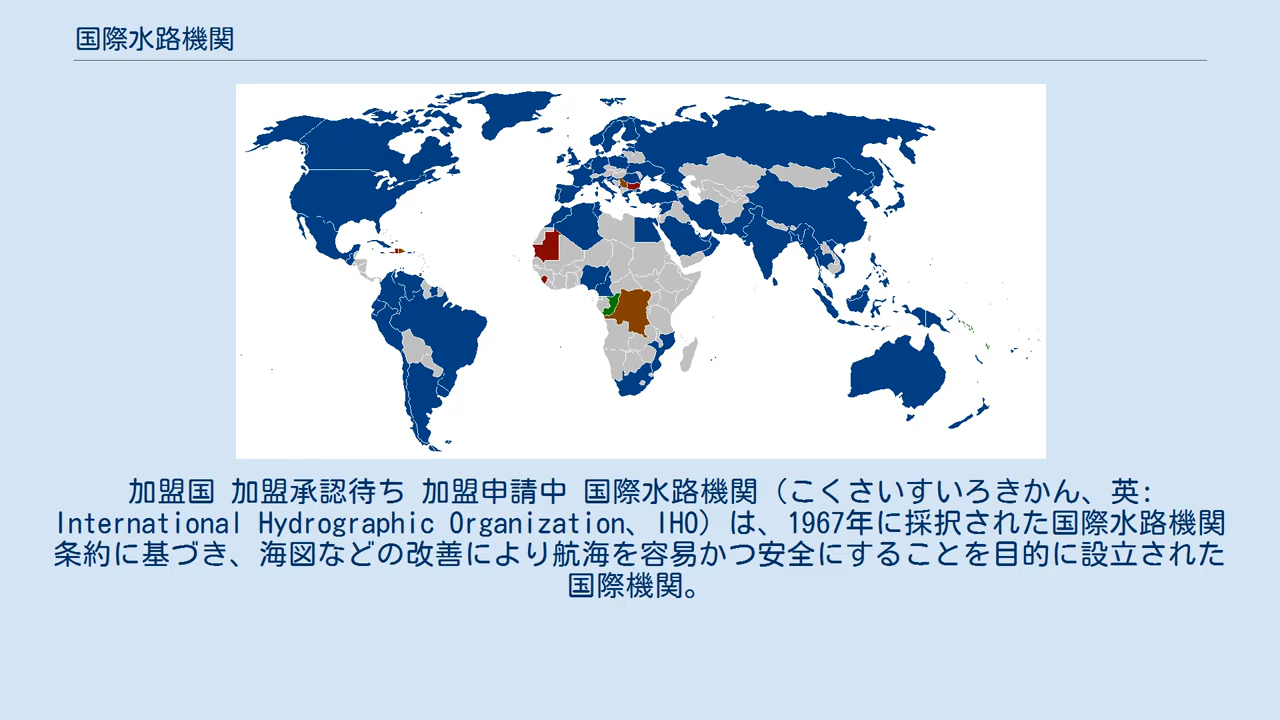 国際水路機関
加盟国 加盟承認待ち 加盟申請中 国際水路機関（こくさいすいろきかん、英:
International Hydrographic Organization、IHO）は、1967年に採択された国際水路機関
条約に基づき、海図などの改善により航海を容易かつ安全にすることを目的に設立された
国際機関。